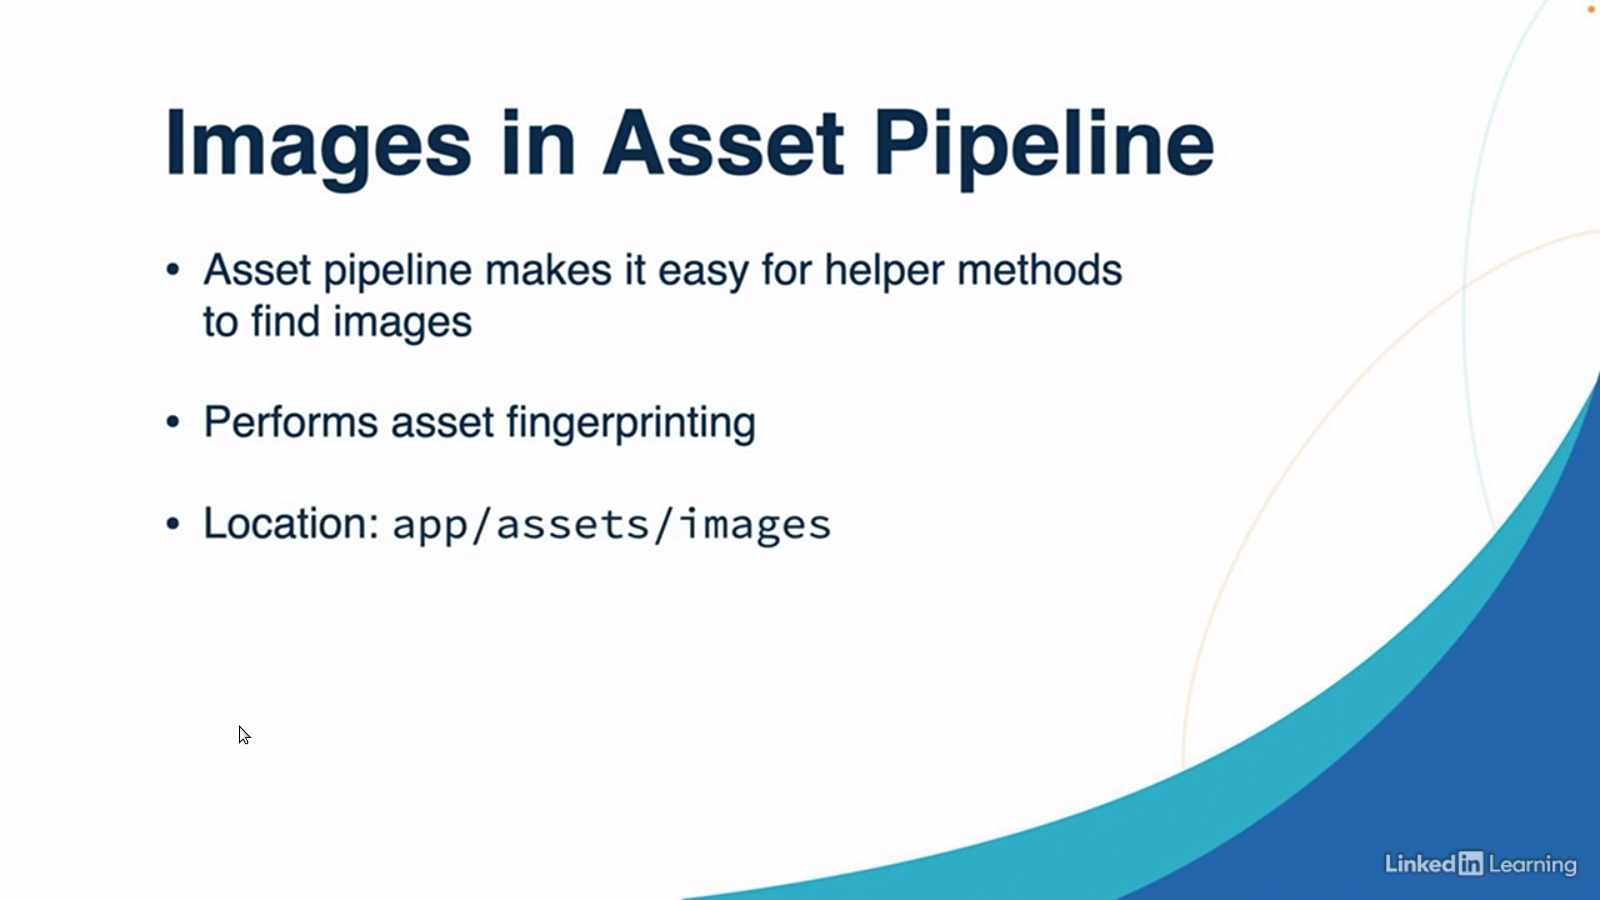 Images in Asset Pipeline
• Asset pipeline makes it easy for helper methods
to find images
• Performs asset fingerprinting
• Location: app/assets/images
Linked in Learning